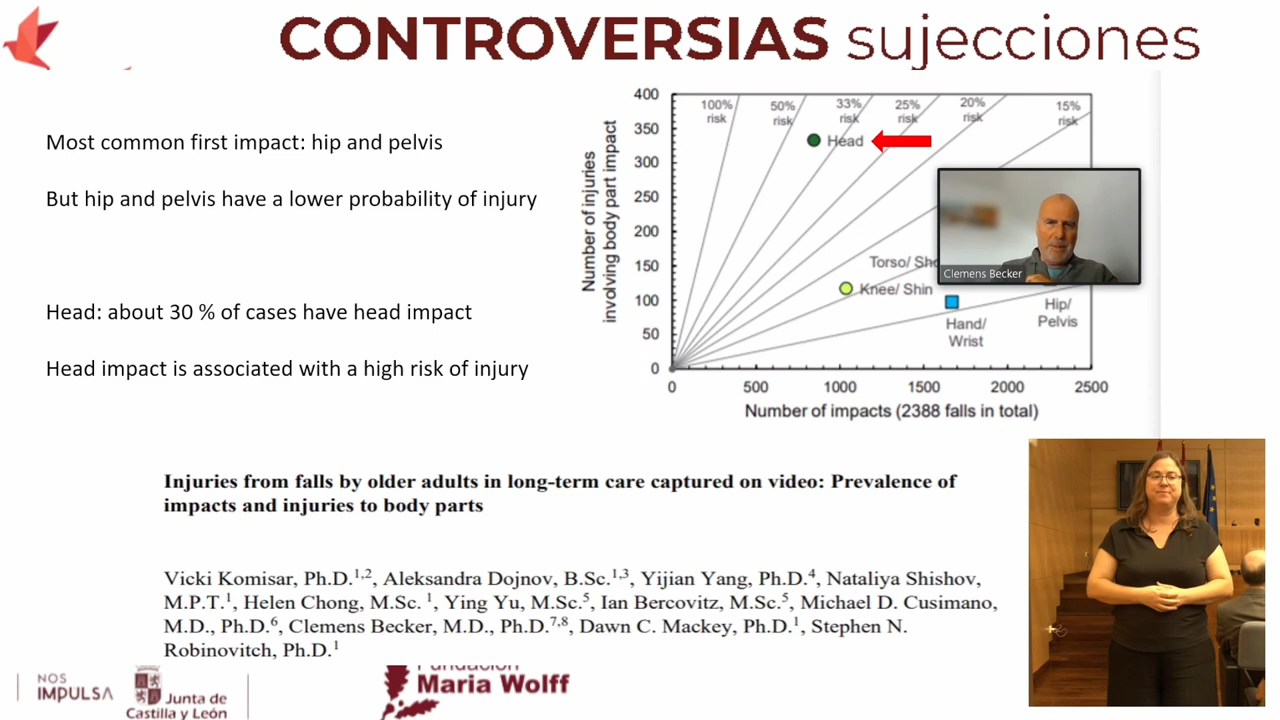 CONTROVERSIAS sujecciones
Most common first impact: hip and pelvis
But hip and pelvis have a lower probability of injury
Head: about 30 % of cases have head impact
Head impact is associated with a high risk of injury
Number of injuries
involving body part impact
400
350
300
250
200
150
100
50
0
100% risk
50% risk
33% risk
25% risk
20% risk
15% risk
Head
Torso/
Knee/ Shin
Hand/
Wrist
Hip/
Pelvis
0 500 1000 1500 2000 2500
Number of impacts (2388 falls in total)
Clemens Becker
Injuries from falls by older adults in long-term care captured on video: Prevalence of
impacts and injuries to body parts
Vicki Komisar, Ph.D.1,2, Aleksandra Dojnov, B.Sc.1,3, Yijian Yang, Ph.D.4, Nataliya Shishov,
M.P.T.1, Helen Chong, M.Sc. 1, Ying Yu, M.Sc.5, Ian Bercovitz, M.Sc.5, Michael D. Cusimano,
M.D., Ph.D.6, Clemens Becker, M.D., Ph.D.7,8, Dawn C. Mackey, Ph.D.1, Stephen N.
Robinovitch, Ph.D.1
NOS
IMPULSA
Junta de
Castilla y León
Fundación
Maria Wolff